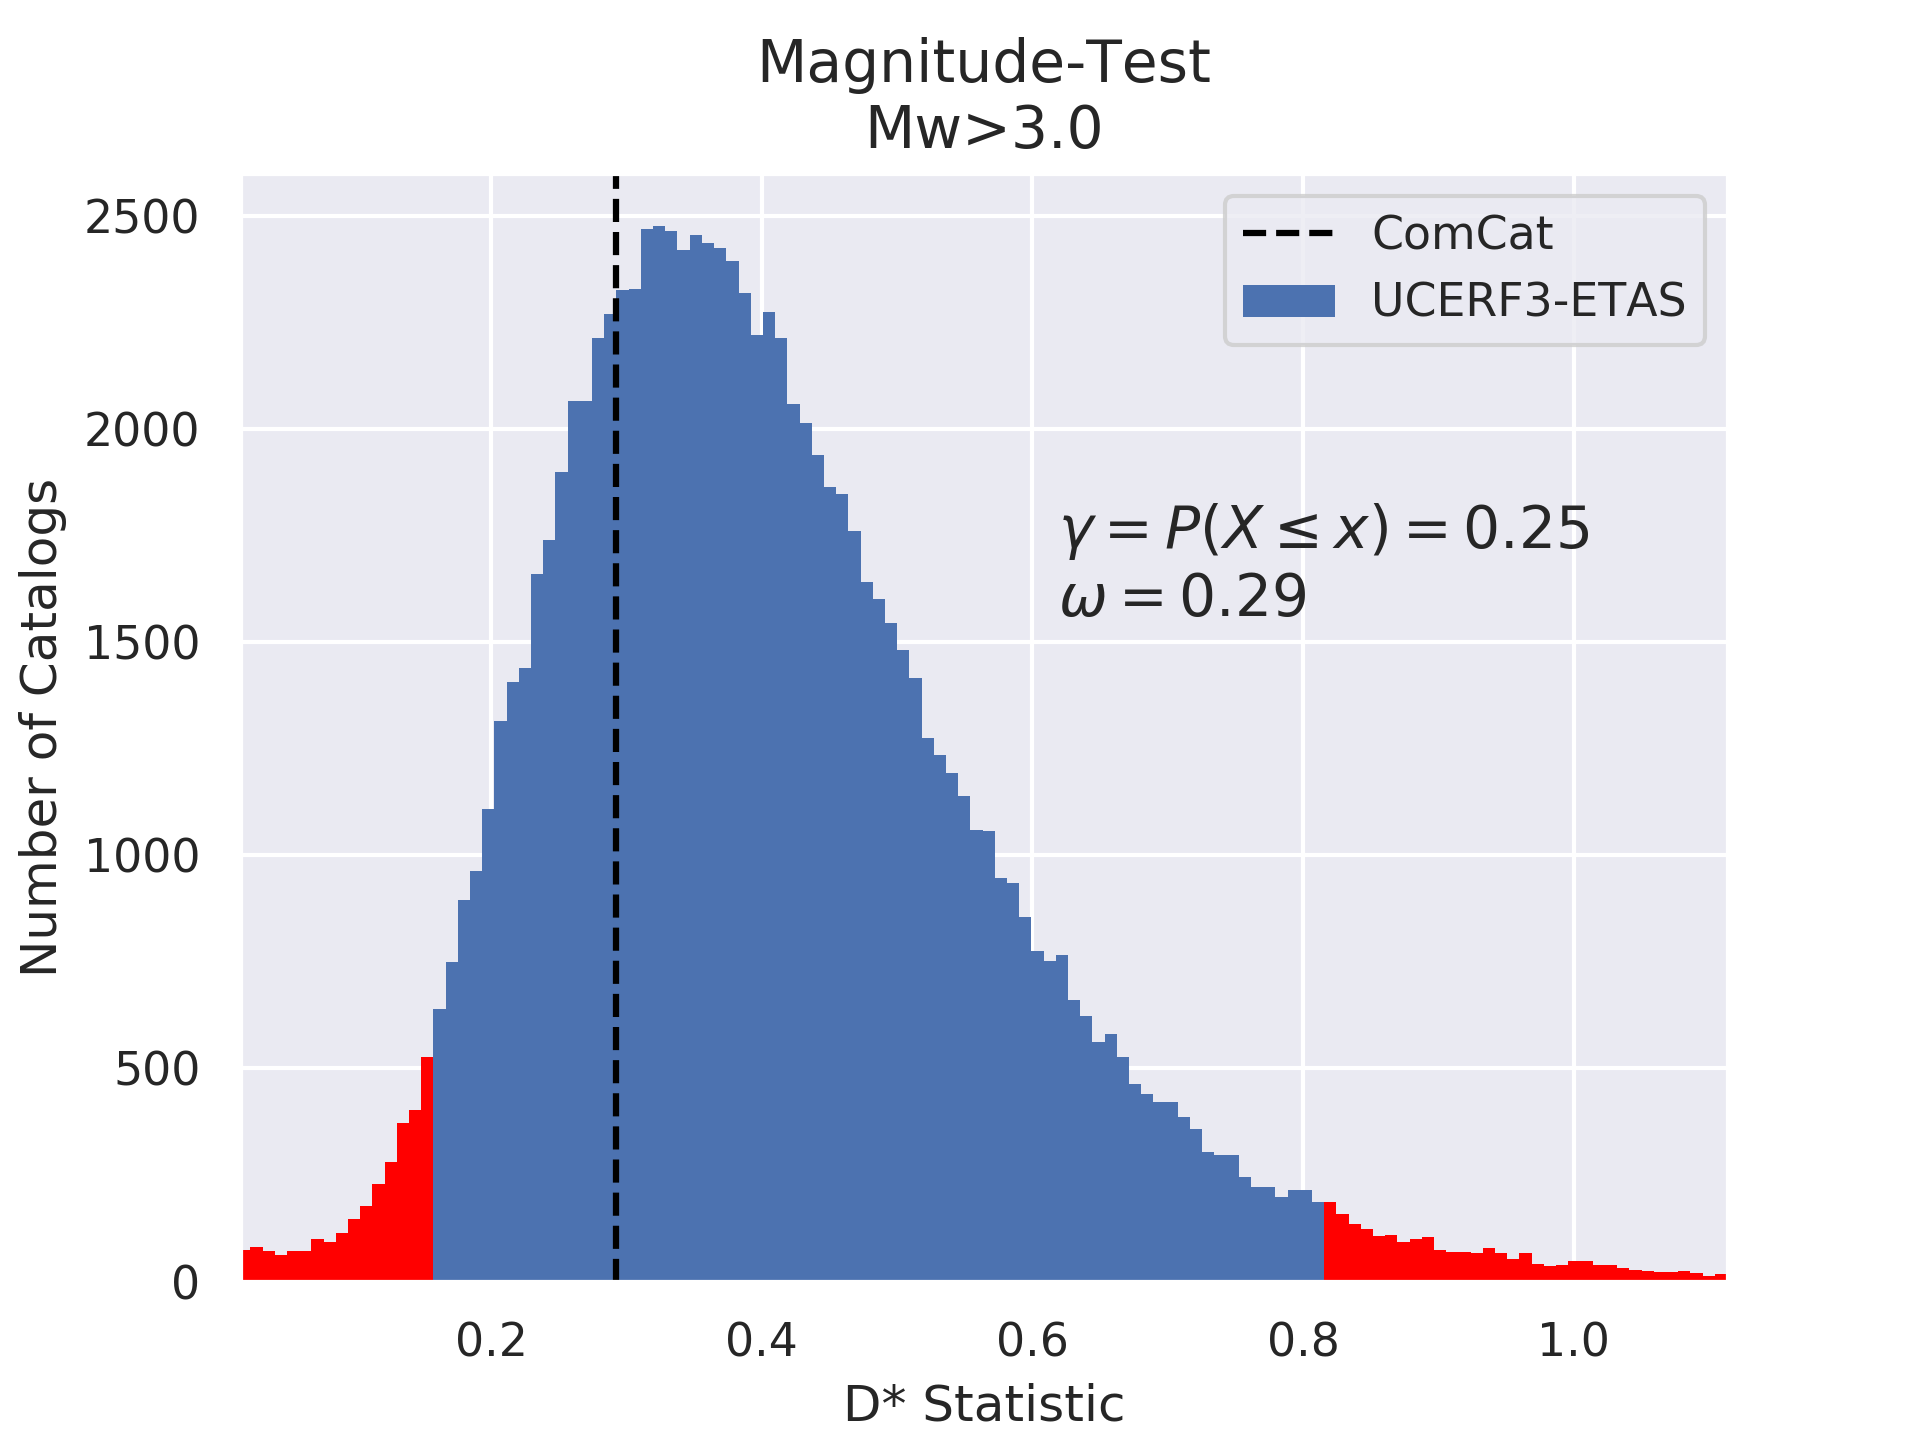 Magnitude-Test
Mw>3.0
ComCat
UCERF3-ETAS
γ = P(X ≤ x) = 0.25
ω = 0.29
Number of Catalogs
2500
2000
1500
1000
500
0
0.2 0.4 0.6 0.8 1.0
D* Statistic